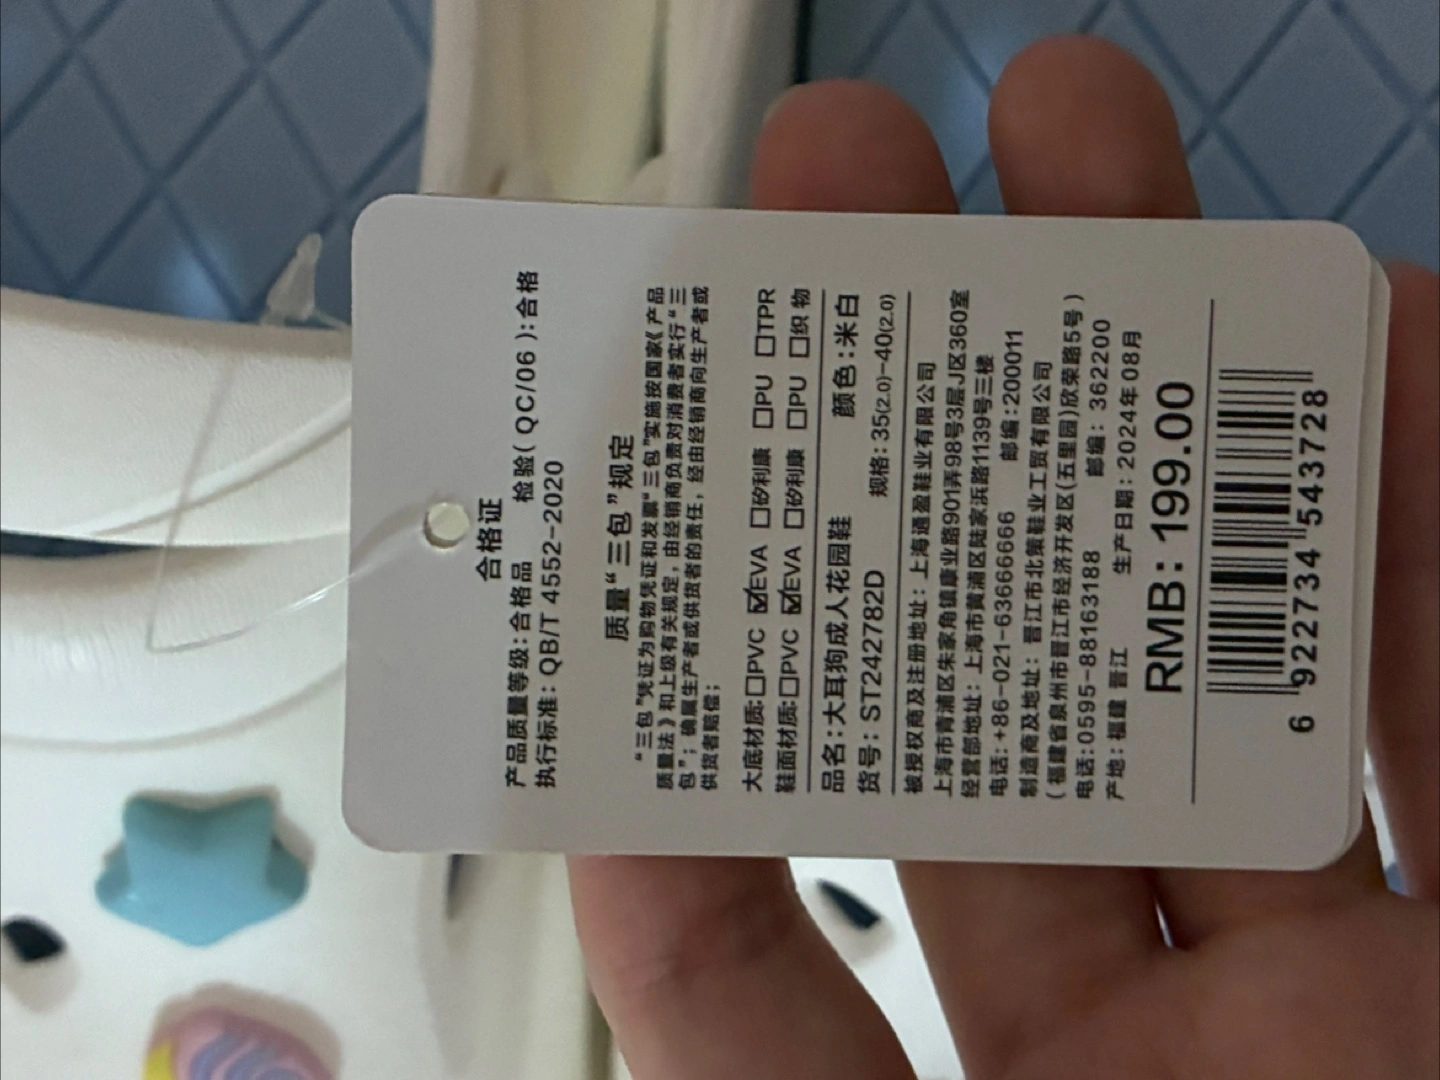 合格证
产品质量等级:合格品 检验( QC/06 ):合格
执行标准: QB/T 4552-2020
质量“三包”规定
“三包”凭证为购物凭证和发票“三包”实施按国家《产品
质量法》和上级有关规定,由经销商负责对消费者实行“三
包”; 确属生产者或供货者的责任, 经由经销商向生产者或
供货者赔偿;
大底材质:□PVC ☑EVA □矽利康 □PU □TPR
鞋面材质:□PVC ☑EVA □矽利康 □PU □织 物
品名:大耳狗成人花园鞋 颜色:米白
货号: ST242782D 规格: 35(2.0)-40(2.0)
被授权商及注册地址: 上海通盈鞋业有限公司
上海市青浦区朱家角镇康业路901弄98号3层J区360室
经营部地址: 上海市黄浦区陆家浜路1139号三楼
电话: +86-021-63666666 邮编:200011
制造商及地址: 晋江市北策鞋业工贸有限公司
(福建省泉州市晋江市经济开发区(五里园)欣荣路5号)
电话:0595-88163188 邮编: 362200
产地: 福建 晋江 生产日期: 2024年08月
RMB: 199.00
6 922734 543728